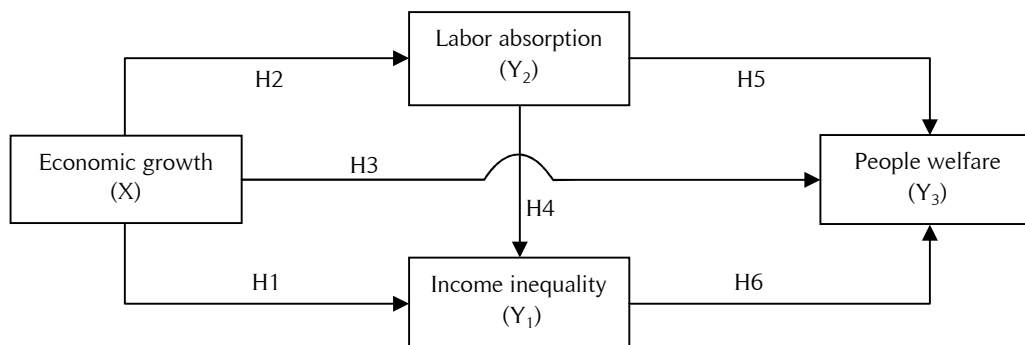 Labor absorption
(Y₂)
H2
H5
Economic growth
(X)
H3
People welfare
(Y₃)
H4
H1
Income inequality
(Y₁)
H6